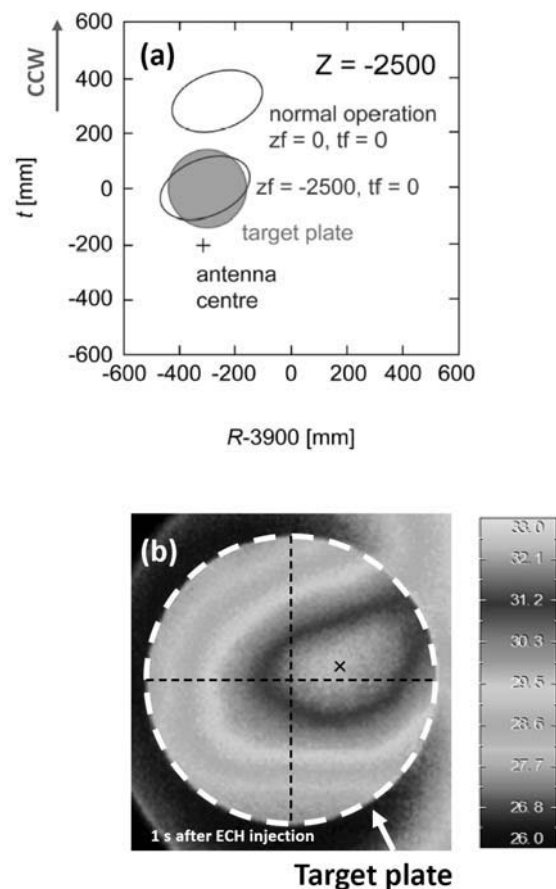 (a)
Z = -2500
CCW
600
400
200
0
-200
-400
-600
t [mm]
normal operation
zf = 0, tf = 0
zf = -2500, tf = 0
target plate
antenna
centre
-600 -400 -200 0 200 400 600
R-3900 [mm]
(b)
33.0
32.1
31.2
30.3
29.5
28.6
27.7
26.8
26.0
1 s after ECH injection
Target plate